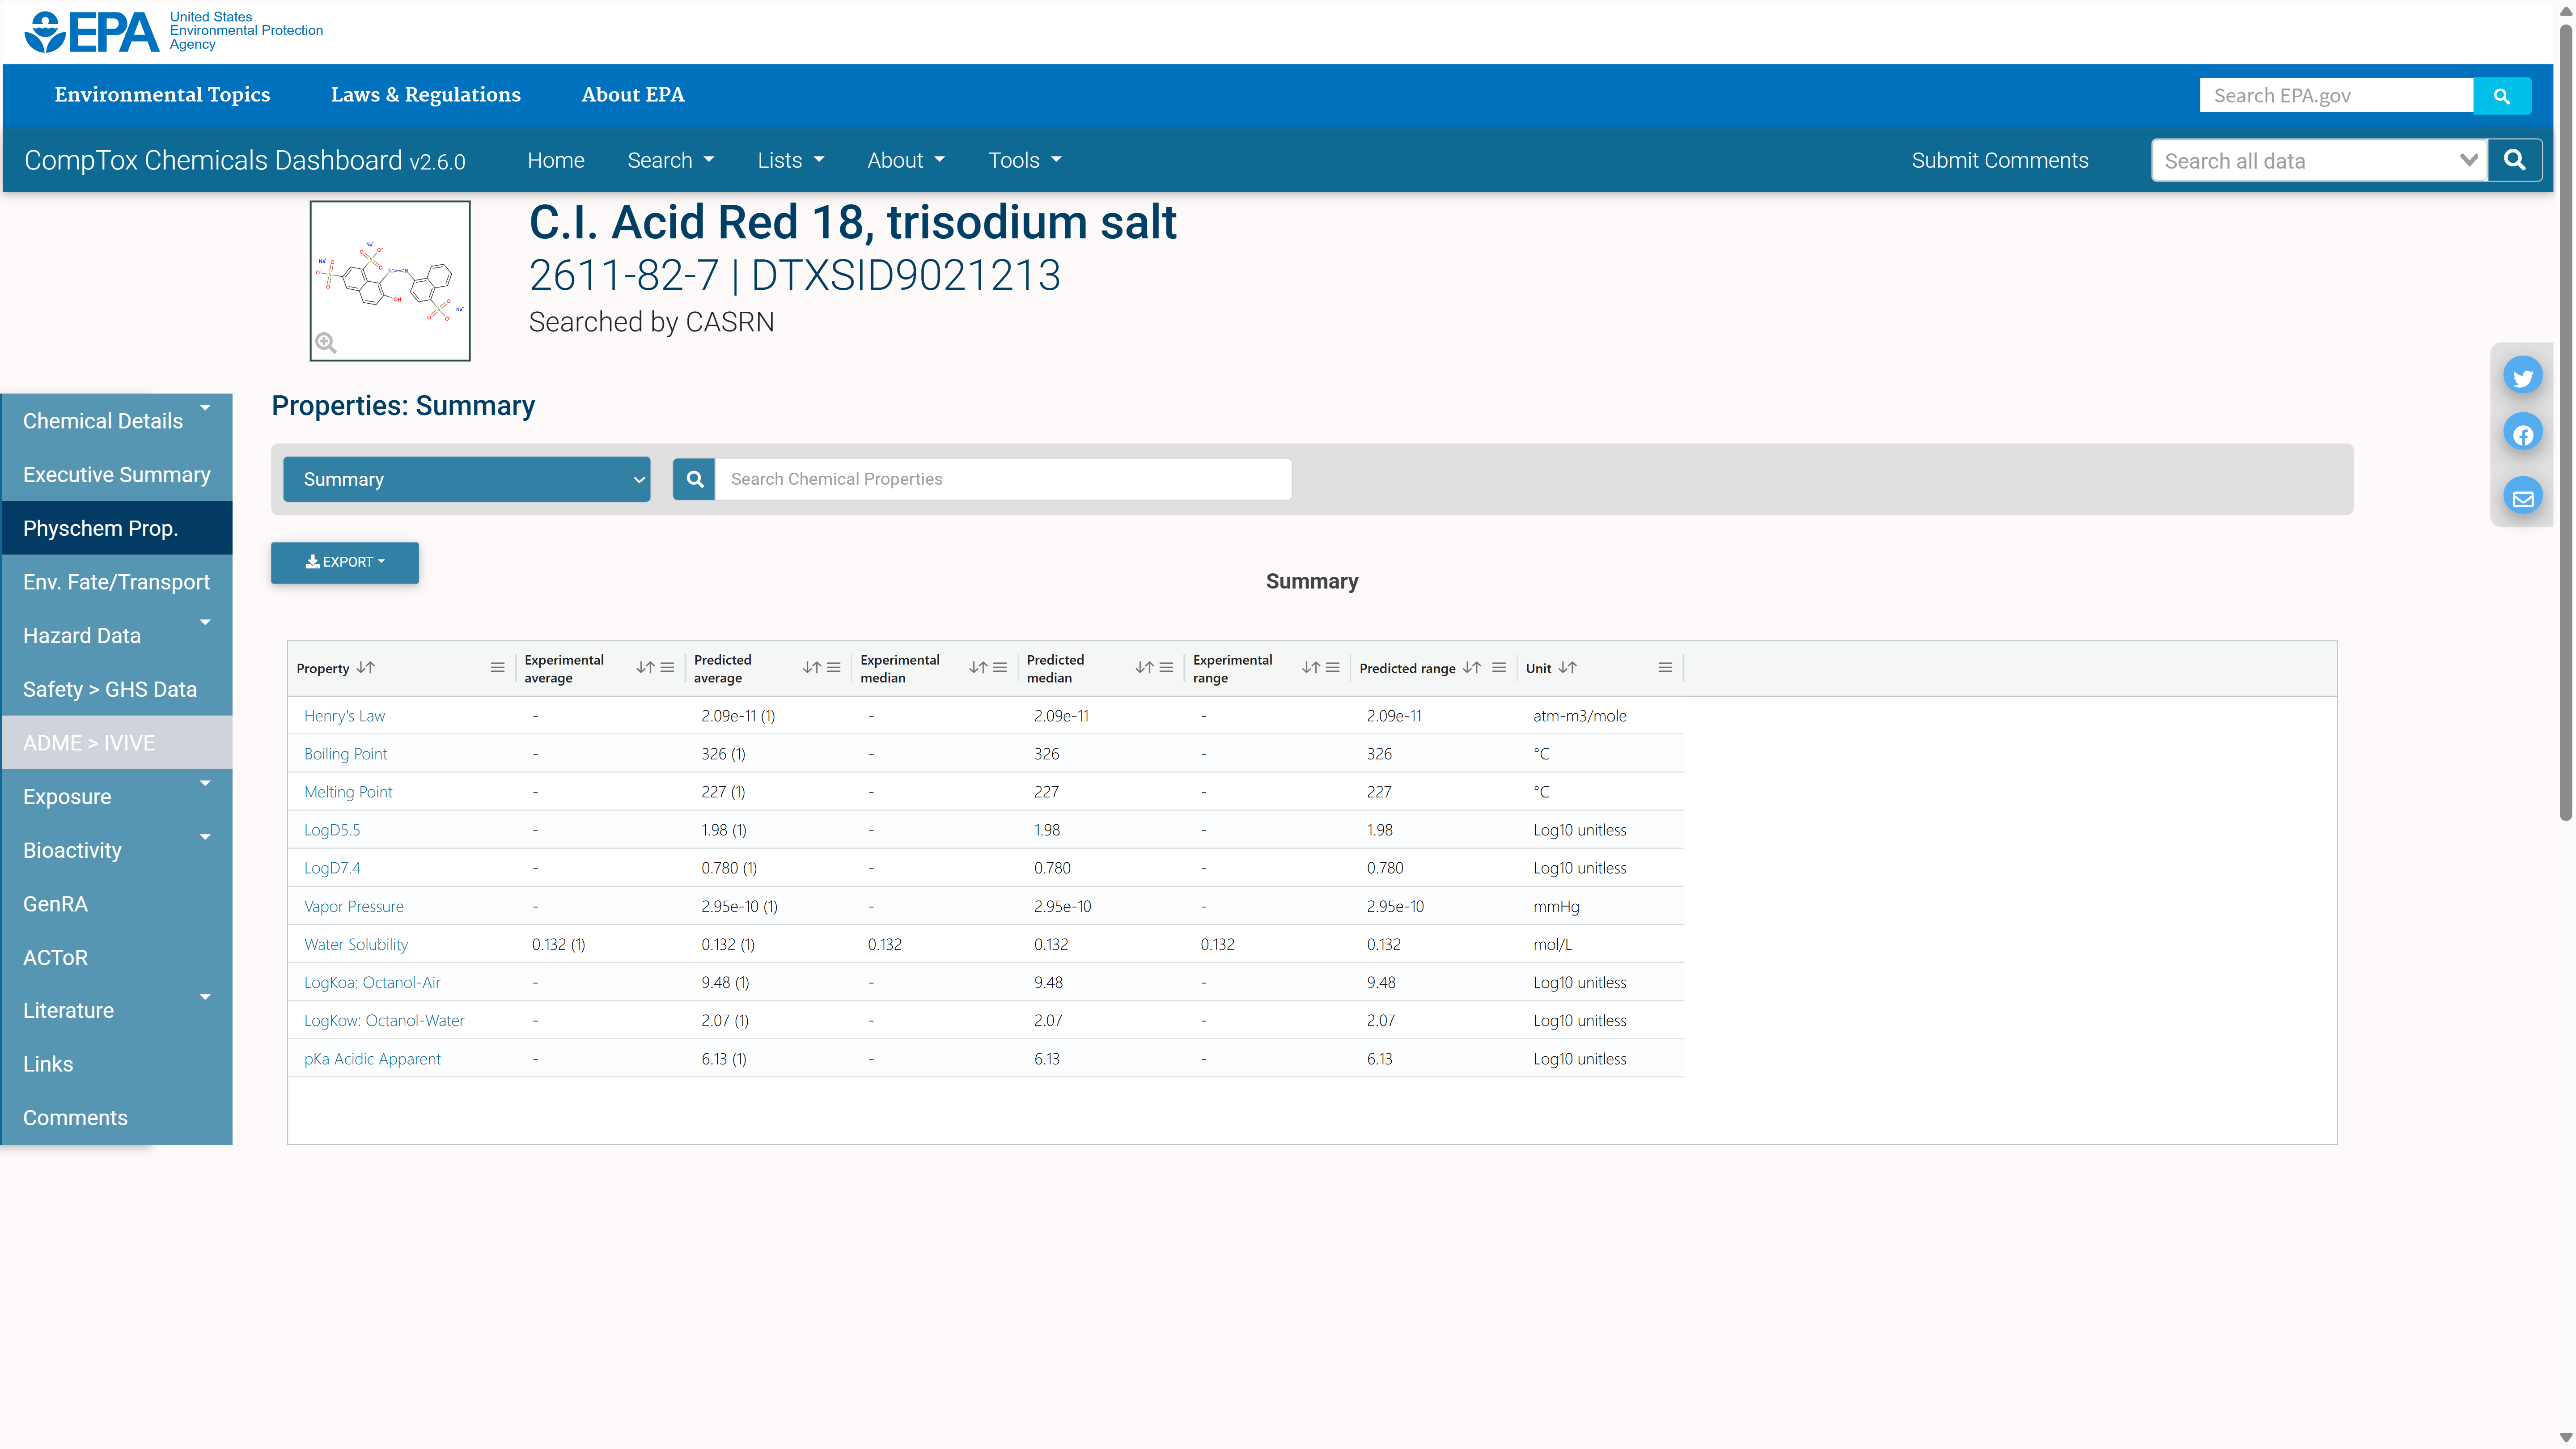 EPA United States
Environmental Protection
Agency
Environmental Topics Laws & Regulations About EPA Search EPA.gov
CompTox Chemicals Dashboard v2.6.0 Home Search Lists About Tools Submit Comments Search all data
C.I. Acid Red 18, trisodium salt
2611-82-7 | DTXSID9021213
Searched by CASRN
Chemical Details
Executive Summary
Physchem Prop.
Env. Fate/Transport
Hazard Data
Safety > GHS Data
ADME > IVIVE
Exposure
Bioactivity
GenRA
ACToR
Literature
Links
Comments
Properties: Summary
Summary Search Chemical Properties
EXPORT
Summary
Property Experimental average Predicted average Experimental median Predicted median Experimental range Predicted range Unit
Henry's Law - 2.09e-11 (1) - 2.09e-11 - 2.09e-11 atm-m3/mole
Boiling Point - 326 (1) - 326 - 326 °C
Melting Point - 227 (1) - 227 - 227 °C
LogD5.5 - 1.98 (1) - 1.98 - 1.98 Log10 unitless
LogD7.4 - 0.780 (1) - 0.780 - 0.780 Log10 unitless
Vapor Pressure - 2.95e-10 (1) - 2.95e-10 - 2.95e-10 mmHg
Water Solubility 0.132 (1) 0.132 (1) 0.132 0.132 0.132 0.132 mol/L
LogKoa: Octanol-Air - 9.48 (1) - 9.48 - 9.48 Log10 unitless
LogKow: Octanol-Water - 2.07 (1) - 2.07 - 2.07 Log10 unitless
pKa Acidic Apparent - 6.13 (1) - 6.13 - 6.13 Log10 unitless